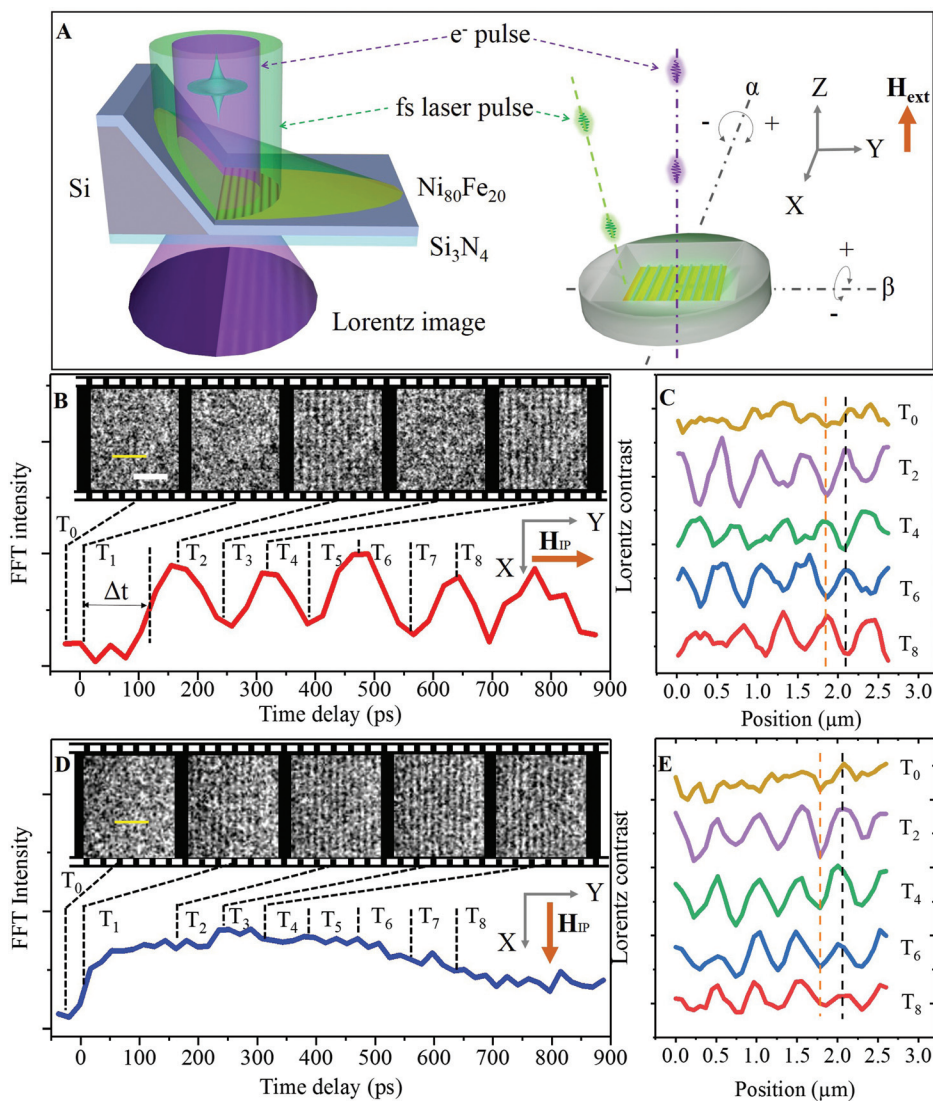 A
e- pulse
fs laser pulse
Si
Ni80Fe20
Si3N4
Lorentz image
α
- +
Z
Y
X
Hext
+
β
-
B
FFT intensity
T0
T1
T2
T3
T4
T5
T6
T7
T8
Δt
Y
X
HIP
0 100 200 300 400 500 600 700 800 900
Time delay (ps)
C
Lorentz contrast
T0
T2
T4
T6
T8
0.0 0.5 1.0 1.5 2.0 2.5 3.0
Position (μm)
D
FFT Intensity
T0
T1
T2
T3
T4
T5
T6
T7
T8
Y
X
HIP
0 100 200 300 400 500 600 700 800 900
Time delay (ps)
E
Lorentz contrast
T0
T2
T4
T6
T8
0.0 0.5 1.0 1.5 2.0 2.5 3.0
Position (μm)